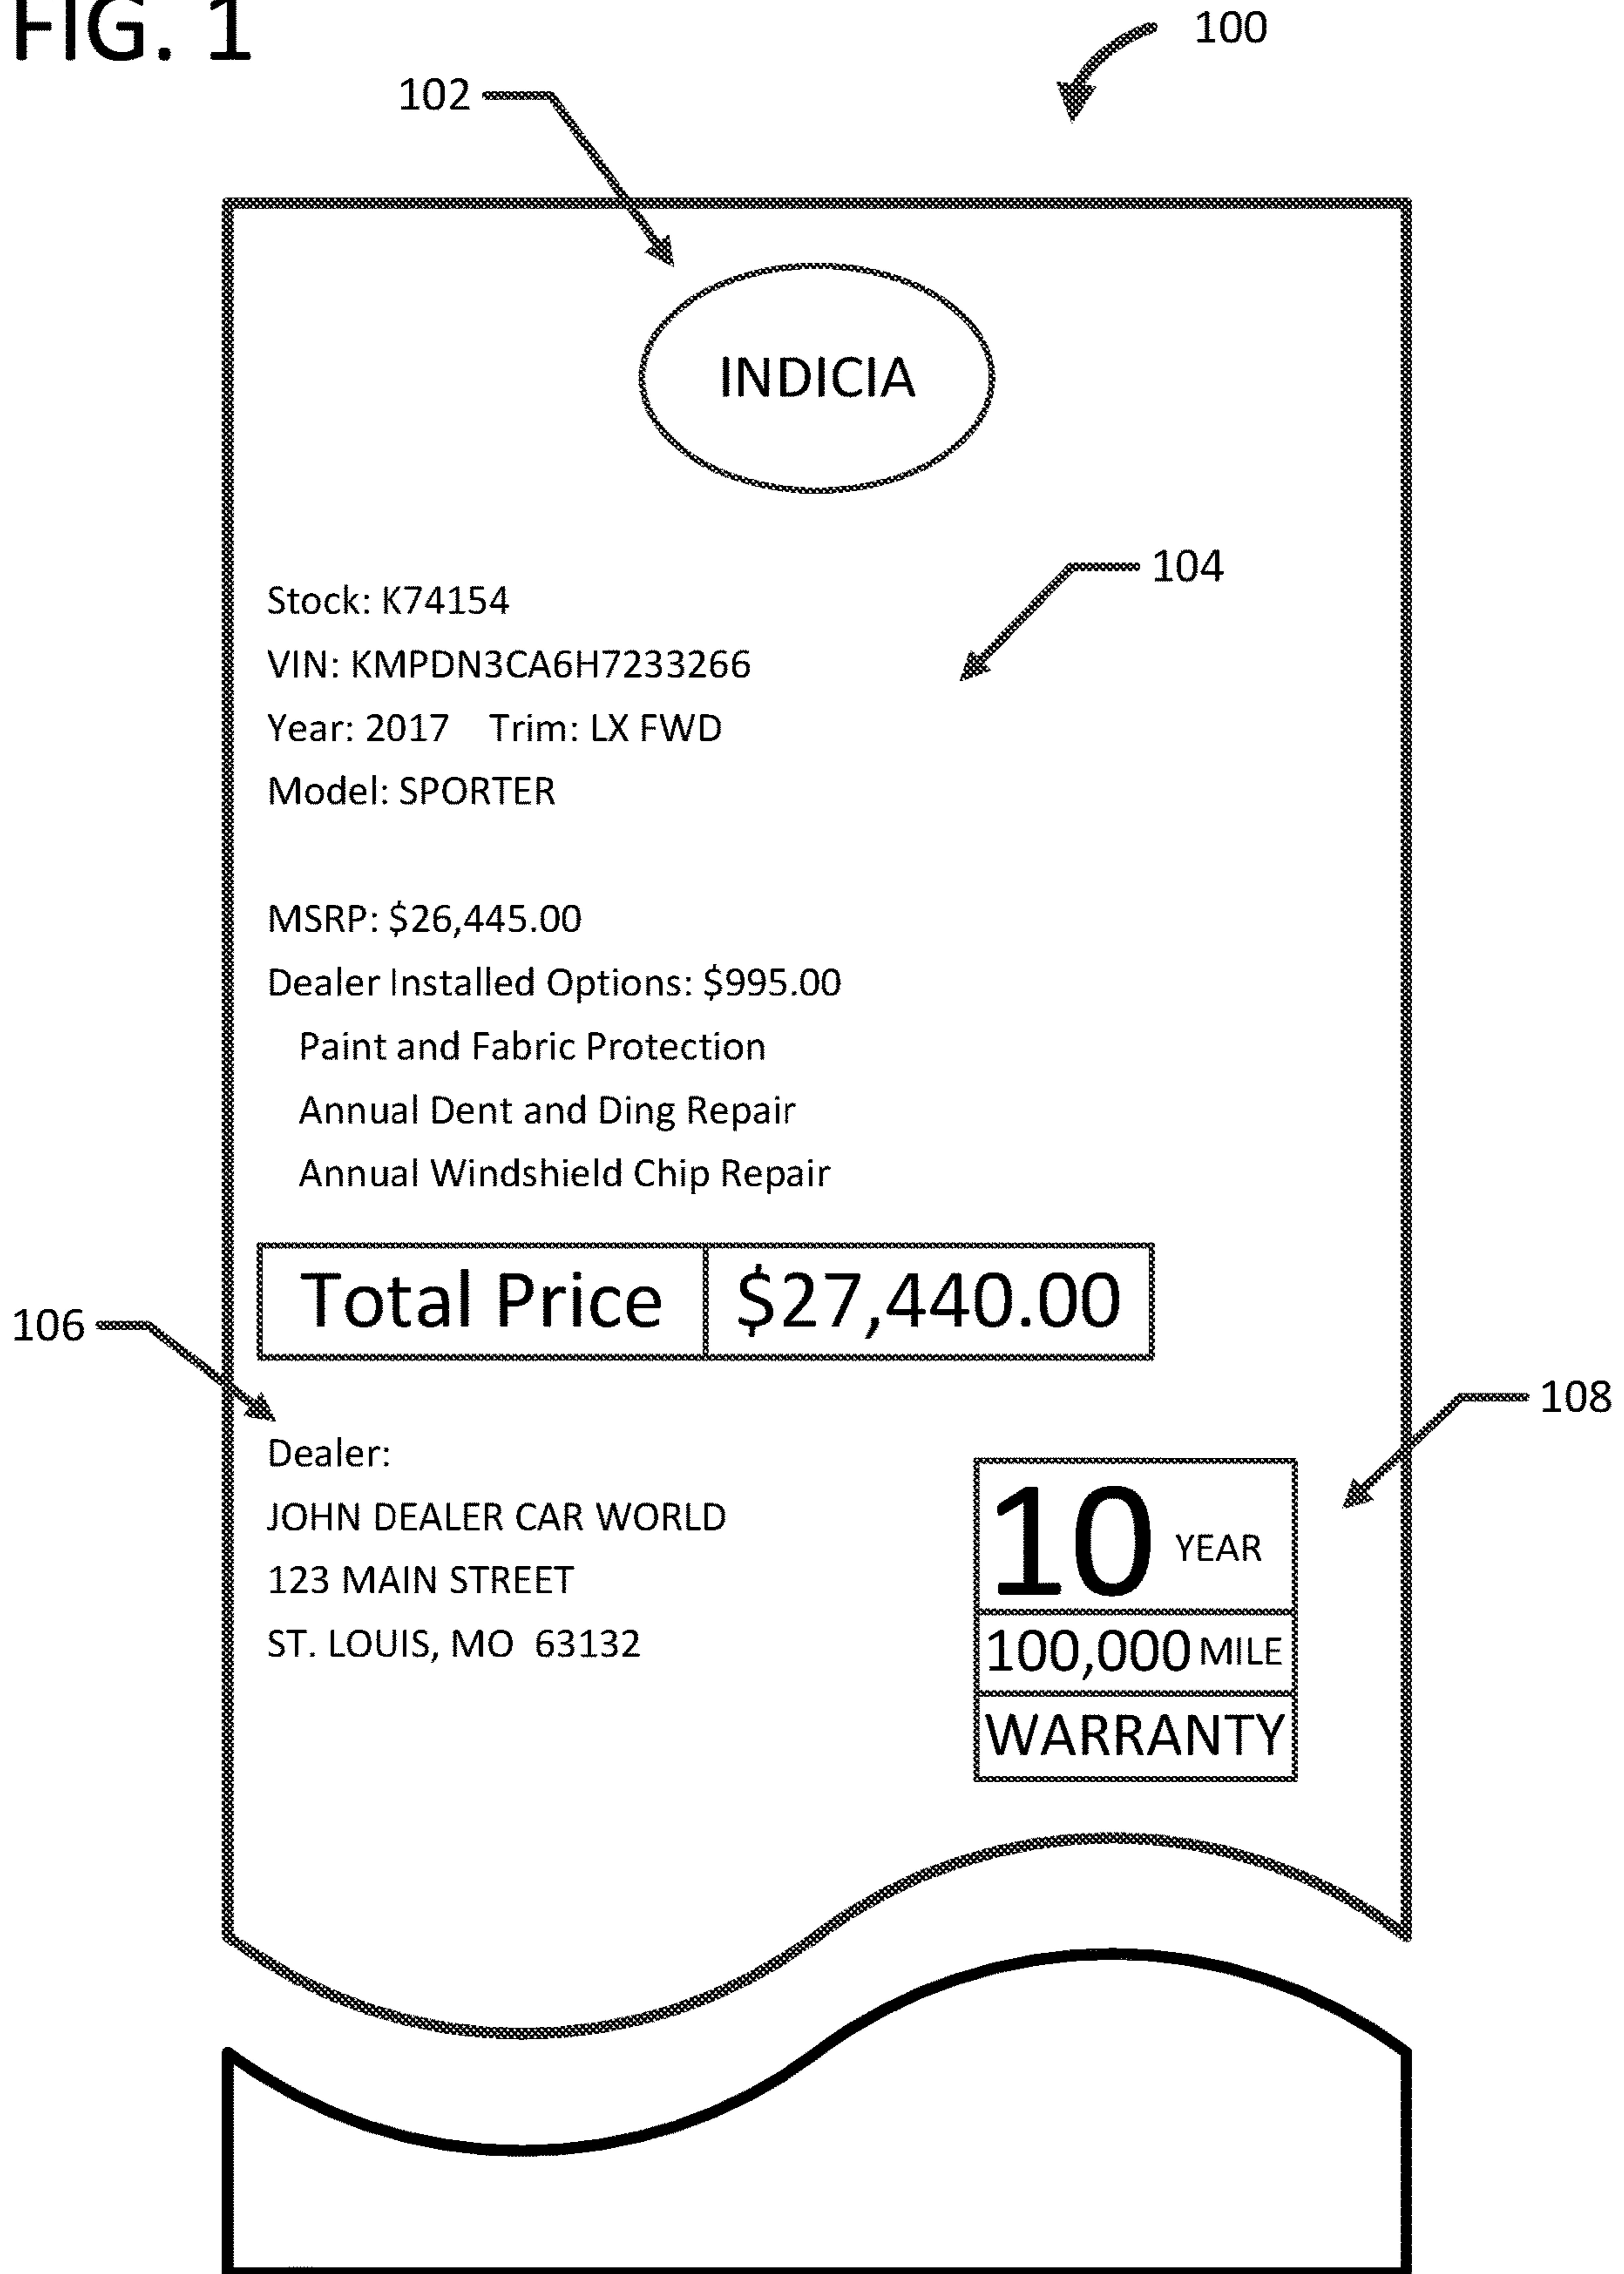 FIG. 1
100
102
INDICIA
104
Stock: K74154
VIN: KMPDN3CA6H7233266
Year: 2017 Trim: LX FWD
Model: SPORTER
MSRP: $26,445.00
Dealer Installed Options: $995.00
Paint and Fabric Protection
Annual Dent and Ding Repair
Annual Windshield Chip Repair
Total Price $27,440.00
106
108
Dealer:
JOHN DEALER CAR WORLD
123 MAIN STREET
ST. LOUIS, MO 63132
10 YEAR
100,000 MILE
WARRANTY